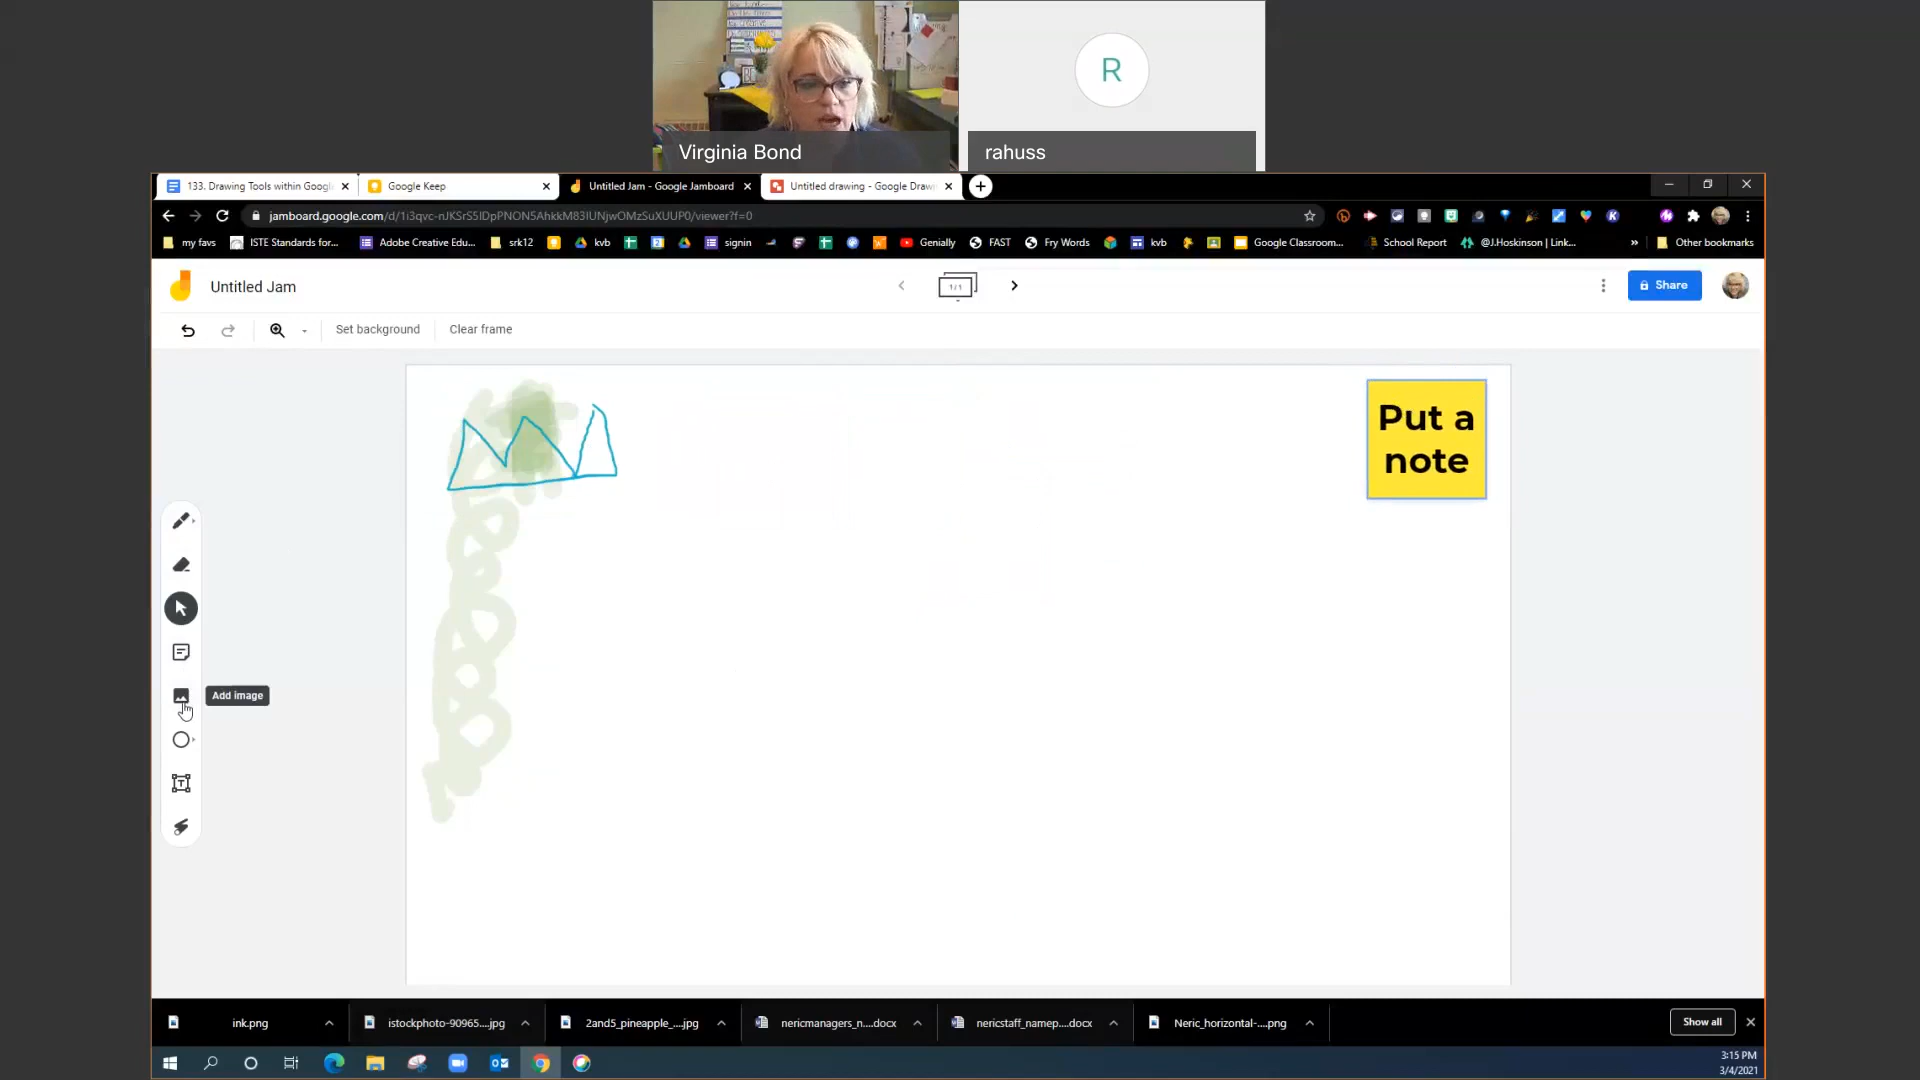 R
Virginia Bond
rahuss
133. Drawing Tools within Googl
Google Keep
Untitled Jam - Google Jamboard
Untitled drawing - Google Draw
jamboard.google.com/d/1i3qvc-nJKSrS5IDpPNON5AhkkM83IUNjwOMzSuXUUP0/viewer?f=0
my favs
ISTE Standards for...
Adobe Creative Edu...
srk12
kvb
signin
Genially
FAST
Fry Words
kvb
Google Classroom...
School Report
@J.Hoskinson | Link...
»
Other bookmarks
Untitled Jam
1/1
Share
Set background
Clear frame
Put a
note
Add image
ink.png
istockphoto-90965....jpg
2and5_pineapple_....jpg
nericmanagers_n....docx
nericstaff_namep....docx
Neric_horizontal-....png
Show all
3:15 PM
3/4/2021